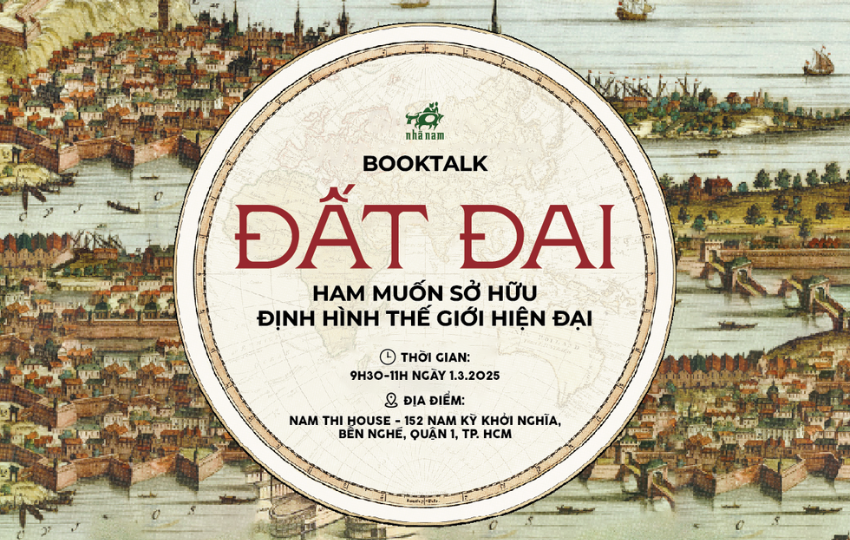 nhã nam
BOOKTALK
ĐẤT ĐAI
HAM MUỐN SỞ HỮU
ĐỊNH HÌNH THẾ GIỚI HIỆN ĐẠI
THỜI GIAN:
9H30-11H NGÀY 1.3.2025
ĐỊA ĐIỂM:
NAM THI HOUSE - 152 NAM KỲ KHỞI NGHĨA,
BẾN NGHÉ, QUẬN 1, TP. HCM